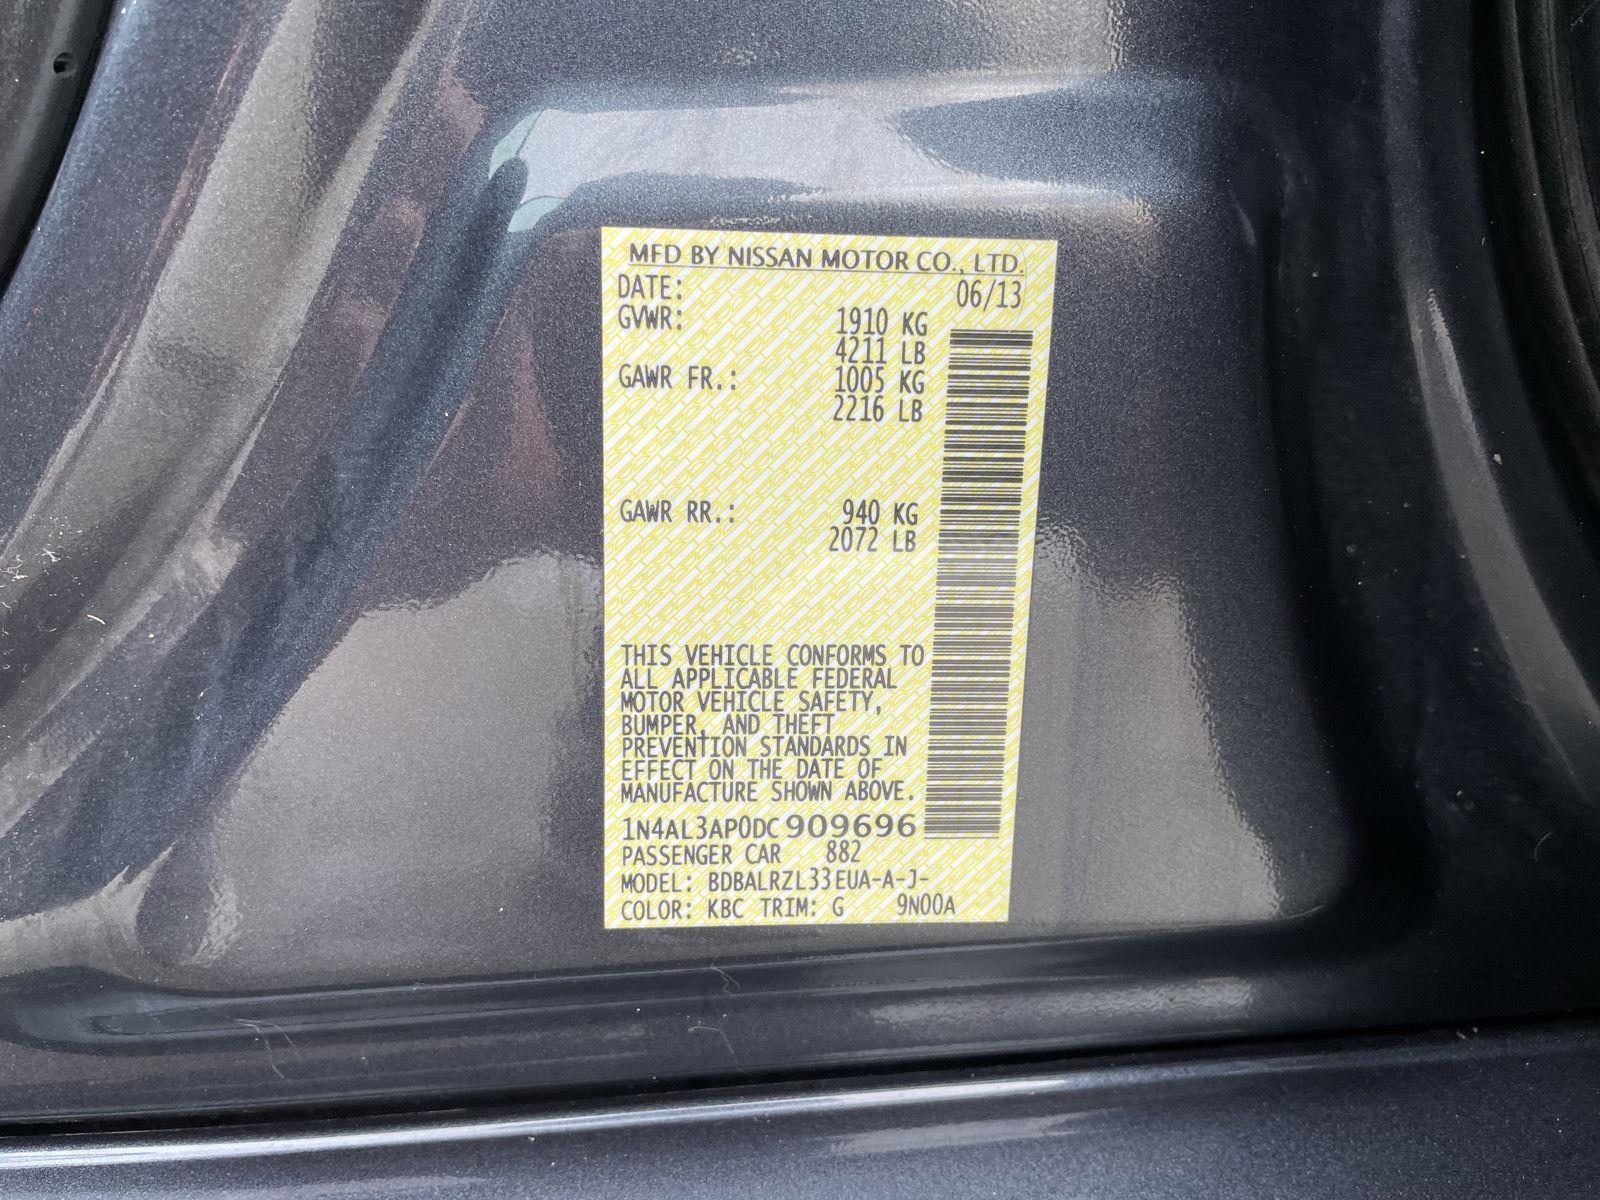 MFD BY NISSAN MOTOR CO., LTD.
DATE: 06/13
GVWR: 1910 KG
4211 LB
GAWR FR.: 1005 KG
2216 LB
GAWR RR.: 940 KG
2072 LB
THIS VEHICLE CONFORMS TO
ALL APPLICABLE FEDERAL
MOTOR VEHICLE SAFETY,
BUMPER, AND THEFT
PREVENTION STANDARDS IN
EFFECT ON THE DATE OF
MANUFACTURE SHOWN ABOVE.
1N4AL3AP0DC909696
PASSENGER CAR 882
MODEL: BDBALRZL33EUA-A-J-
COLOR: KBC TRIM: G 9N00A